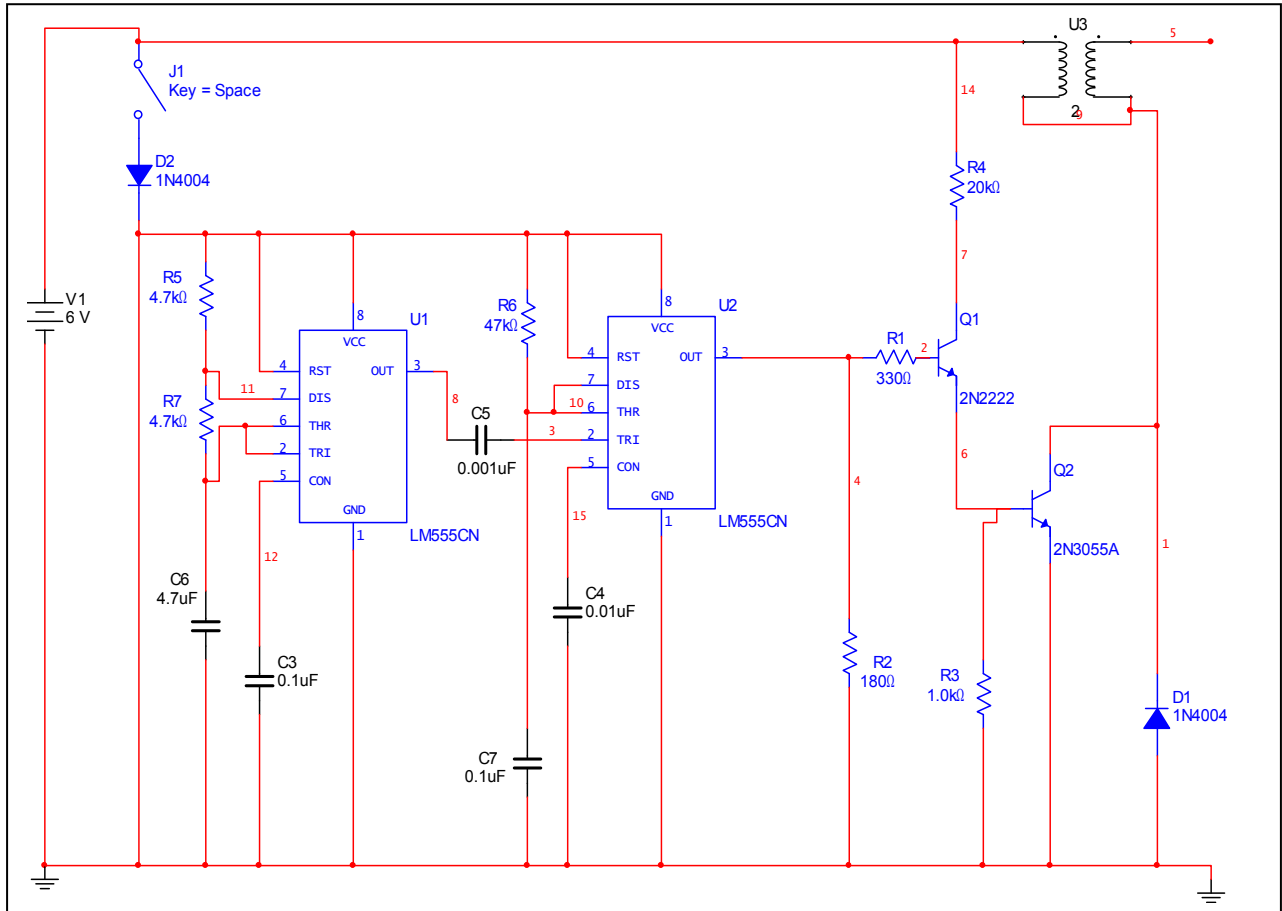 U3
5
J1
Key = Space
14
2
9
D2
1N4004
R4
20kΩ
7
R5
4.7kΩ
V1
6 V
8
VCC
U1
R6
47kΩ
8
VCC
U2
Q1
4
RST
OUT
3
7
DIS
11
6
THR
2
TRI
5
CON
GND
1
LM555CN
R7
4.7kΩ
8
C5
0.001uF
3
4
RST
OUT
3
7
DIS
10
6
THR
2
TRI
5
CON
GND
1
LM555CN
R1
330Ω
2
2N2222
6
Q2
2N3055A
4
15
12
1
C6
4.7uF
C3
0.1uF
C4
0.01uF
R2
180Ω
R3
1.0kΩ
D1
1N4004
C7
0.1uF